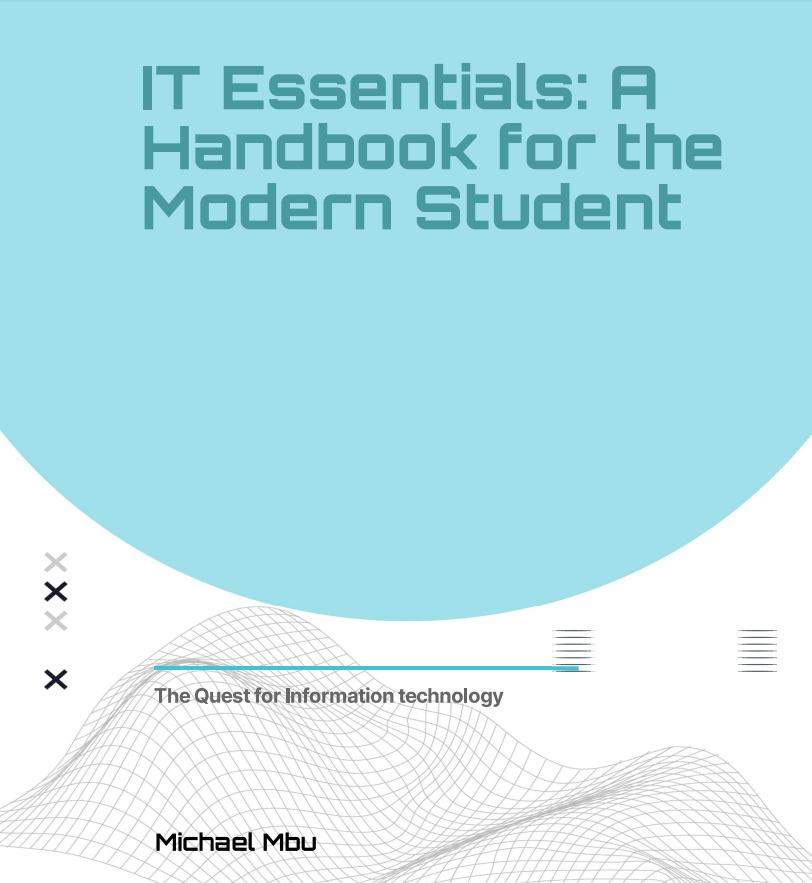 IT Essentials: A
Handbook for the
Modern Student
The Quest for Information technology
Michael Mbu